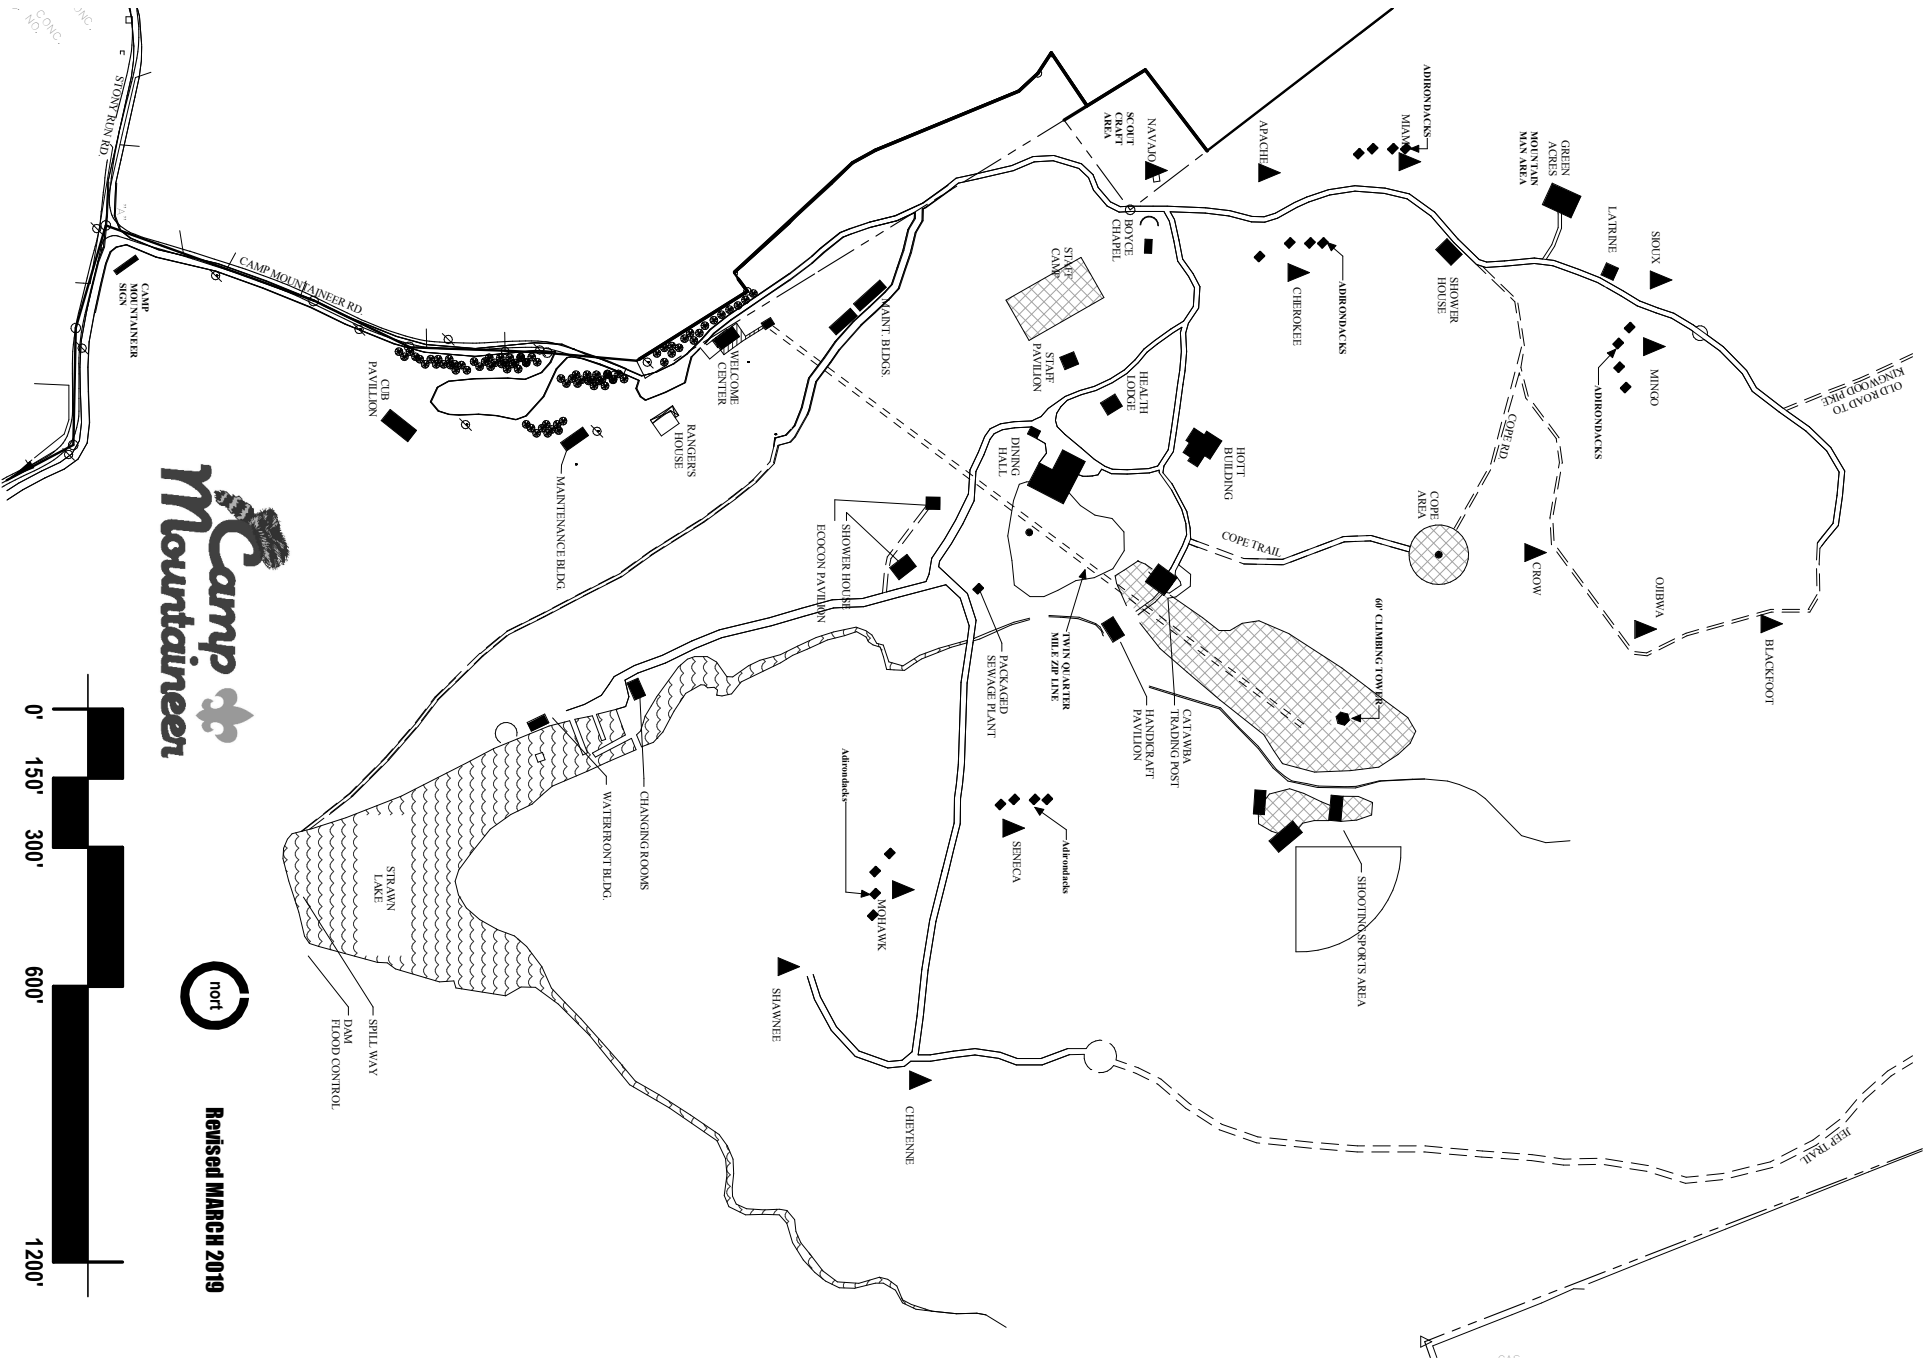 CONC.
NO.
CONC.
STONY RUN RD.
"A"
CAMP
MOUNTAINEER
SIGN
CAMP MOUNTAINEER RD
CUB
PAVILLION
MAINTENANCE BLDG.
RANGER'S
HOUSE
WELCOME
CENTER
MAINT. BLDGS.
SCOUT
CRAFT
AREA
NAVAJO
BOYCE
CHAPEL
STAFF
CAMP
STAFF
PAVILION
HEALTH
LODGE
DINING
HALL
HOTT
BUILDING
APACHE
ADIRONDACKS
MIAMI
ADIRONDACKS
CHEROKEE
SHOWER
HOUSE
GREEN
ACRES
MOUNTAIN
MAN AREA
LATRINE
SIOUX
MINGO
ADIRONDACKS
OLD ROAD TO
KINGWOOD PIKE
COPE RD
COPE
AREA
COPE TRAIL
CROW
OJIBWA
BLACKFOOT
SHOWER HOUSE
ECOCON PAVILION
PACKAGED
SEWAGE PLANT
TWIN QUARTER
MILE ZIP LINE
HANDICRAFT
PAVILION
CATAWBA
TRADING POST
60' CLIMBING TOWER
SHOOTING SPORTS AREA
CHANGING ROOMS
WATERFRONT BLDG.
STRAWN
LAKE
SPILL WAY
DAM
FLOOD CONTROL
Adirondacks
MOHAWK
Adirondacks
SENECA
SHAWNEE
CHEYENNE
JEEP TRAIL
Camp
Mountaineer
0'
150'
300'
600'
1200'
nort
Revised MARCH 2019